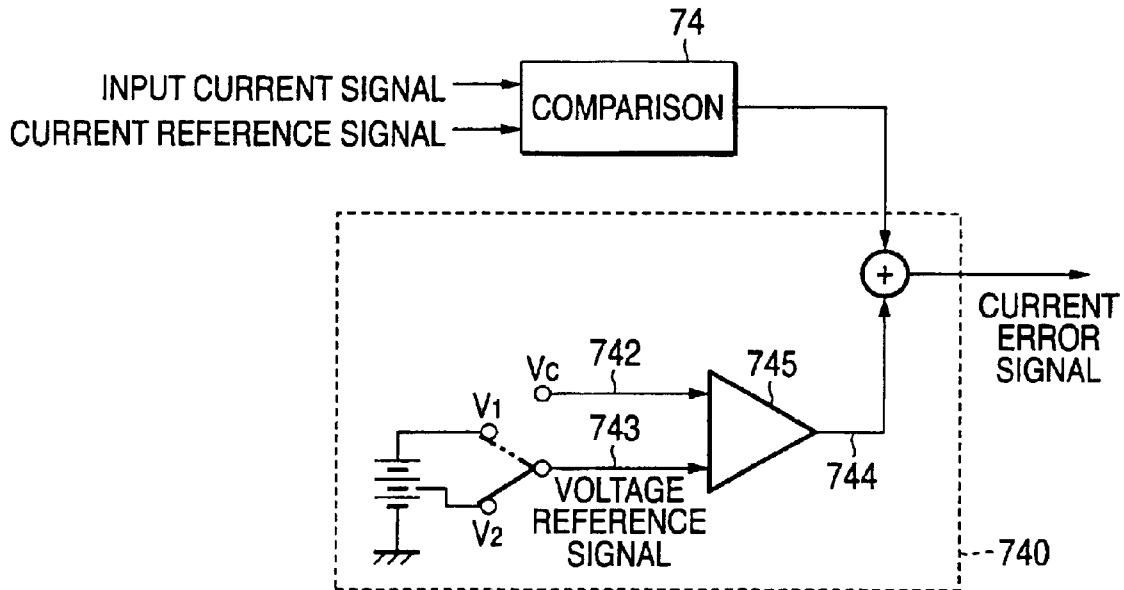 74
INPUT CURRENT SIGNAL
CURRENT REFERENCE SIGNAL
COMPARISON
+
CURRENT
ERROR
SIGNAL
Vc
742
745
V1
743
744
VOLTAGE
REFERENCE
SIGNAL
V2
740